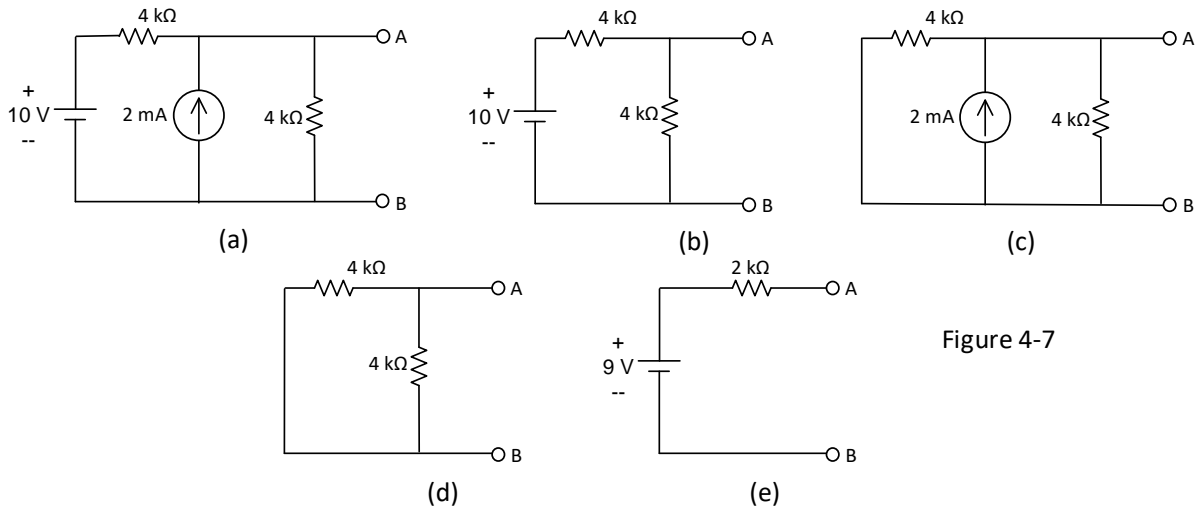 4 kΩ
A
+
10 V
--
2 mA
4 kΩ
B
(a)
4 kΩ
A
+
10 V
--
4 kΩ
B
(b)
4 kΩ
A
2 mA
4 kΩ
B
(c)
4 kΩ
A
4 kΩ
B
(d)
2 kΩ
A
+
9 V
--
B
(e)
Figure 4-7